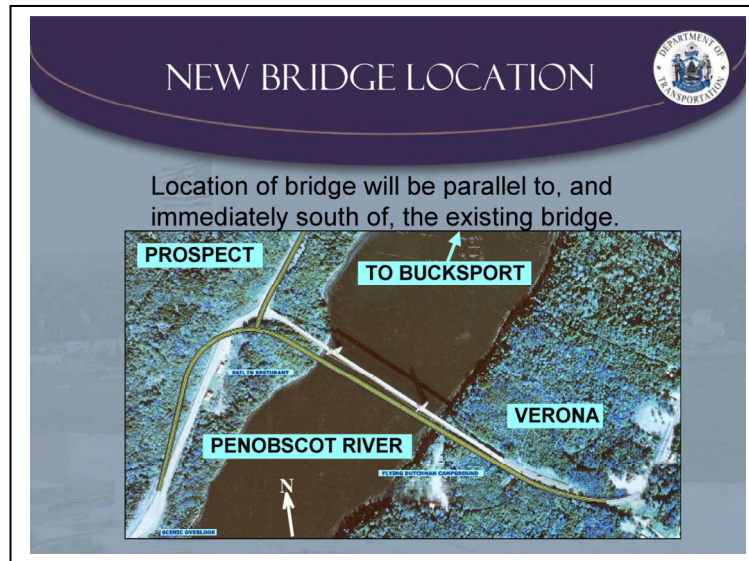 NEW BRIDGE LOCATION
DEPARTMENT OF
TRANSPORTATION
Location of bridge will be parallel to, and
immediately south of, the existing bridge.
PROSPECT
TO BUCKSPORT
SAIL IN RESTURANT
VERONA
PENOBSCOT RIVER
FLYING DUTCHMAN CAMPGROUND
N
SCENIC OVERLOOK